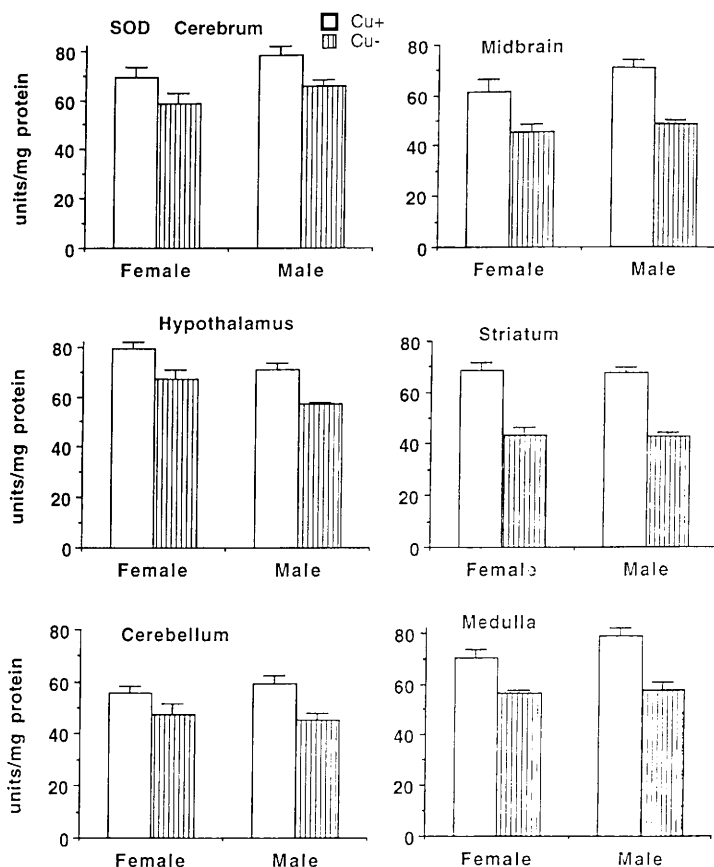 SOD Cerebrum
Cu+
Cu-
units/mg protein
80
60
40
20
0
Female Male
Midbrain
80
60
40
20
0
Female Male
Hypothalamus
units/mg protein
80
60
40
20
0
Female Male
Striatum
80
60
40
20
0
Female Male
Cerebellum
units/mg protein
80
60
40
20
0
Female Male
Medulla
80
60
40
20
0
Female Male